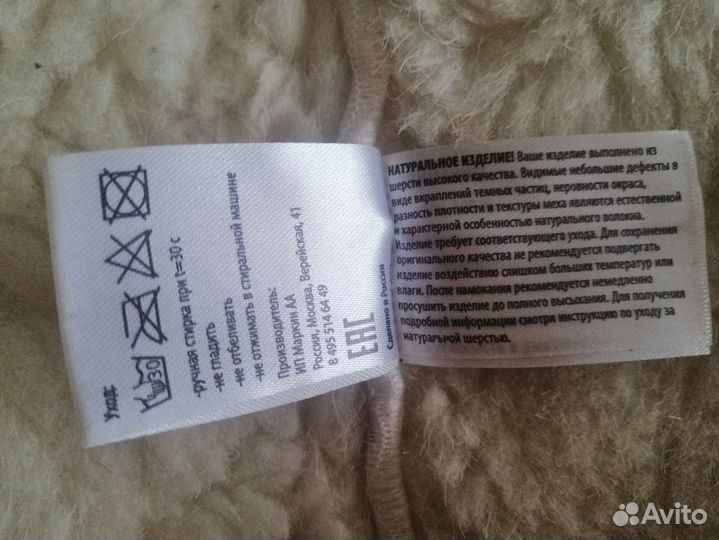 Уход:
30
-ручная стирка при t=30 с
-не гладить
-не отбеливать
-не отжимать в стиральной машине
Производитель:
ИП Маркин АА
Россия, Москва, Верейская, 41
8 495 514 64 49
EAC
Сделано в России
НАТУРАЛЬНОЕ ИЗДЕЛИЕ! Ваше изделие выполнено из
шерсти высокого качества. Видимые небольшие дефекты в
виде вкраплений темных частиц, неровности окраса,
разность плотности и текстуры меха являются естественной
и характерной особенностью натурального волокна.
Изделие требует соответствующего ухода. Для сохранения
оригинального качества не рекомендуется подвергать
изделие воздействию слишком больших температур или
влаги. После намокания рекомендуется немедленно
просушить изделие до полного высыхания. Для получения
подробной информации смотри инструкцию по уходу за
натуральной шерстью.
Avito